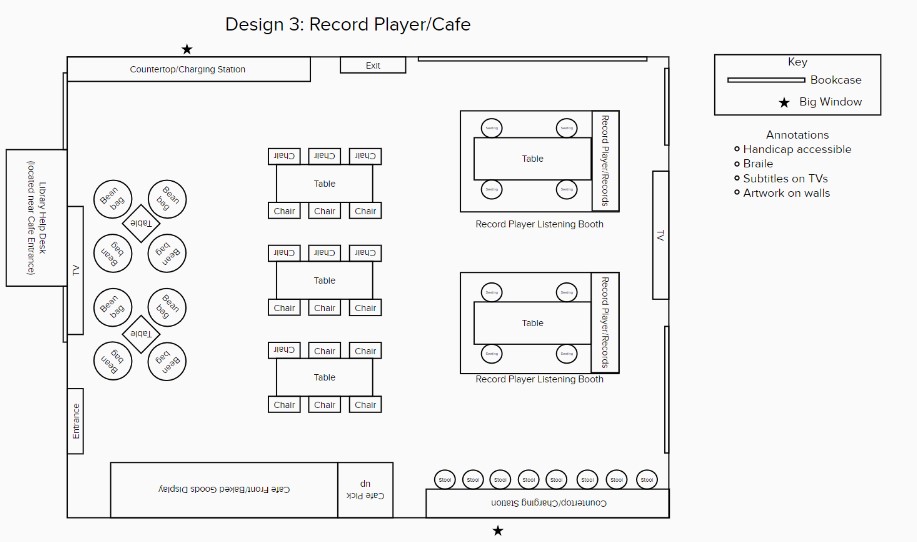 Design 3: Record Player/Cafe
Countertop/Charging Station
Exit
Key
Bookcase
Big Window
Annotations
Handicap accessible
Braile
Subtitles on TVs
Artwork on walls
Library Help Desk
(located near Cafe Entrance)
TV
Entrance
Bean
bag
Bean
bag
Table
Bean
bag
Bean
bag
Bean
bag
Bean
bag
Table
Bean
bag
Bean
bag
Chair
Chair
Chair
Table
Chair
Chair
Chair
Chair
Chair
Chair
Table
Chair
Chair
Chair
Chair
Chair
Chair
Table
Chair
Chair
Chair
Seating
Seating
Table
Seating
Seating
Record Player/Records
Record Player Listening Booth
Seating
Seating
Table
Seating
Seating
Record Player/Records
Record Player Listening Booth
TV
Cafe Front/Baked Goods Display
Cafe Pick
up
Stool
Stool
Stool
Stool
Stool
Stool
Stool
Stool
Countertop/Charging Station